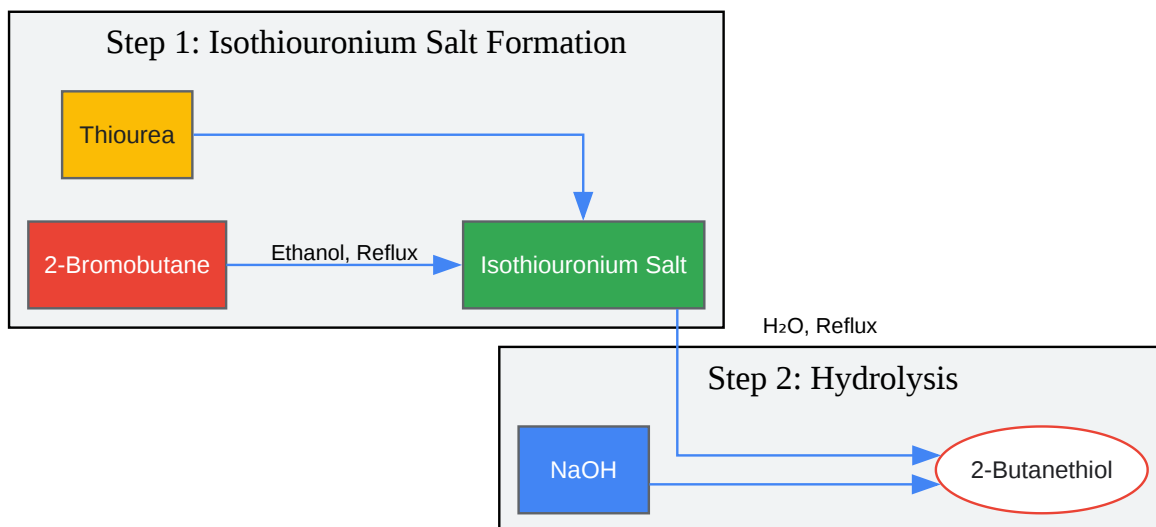 Step 1: Isothiouronium Salt Formation
Thiourea
2-Bromobutane
Ethanol, Reflux
Isothiouronium Salt
H₂O, Reflux
Step 2: Hydrolysis
NaOH
2-Butanethiol